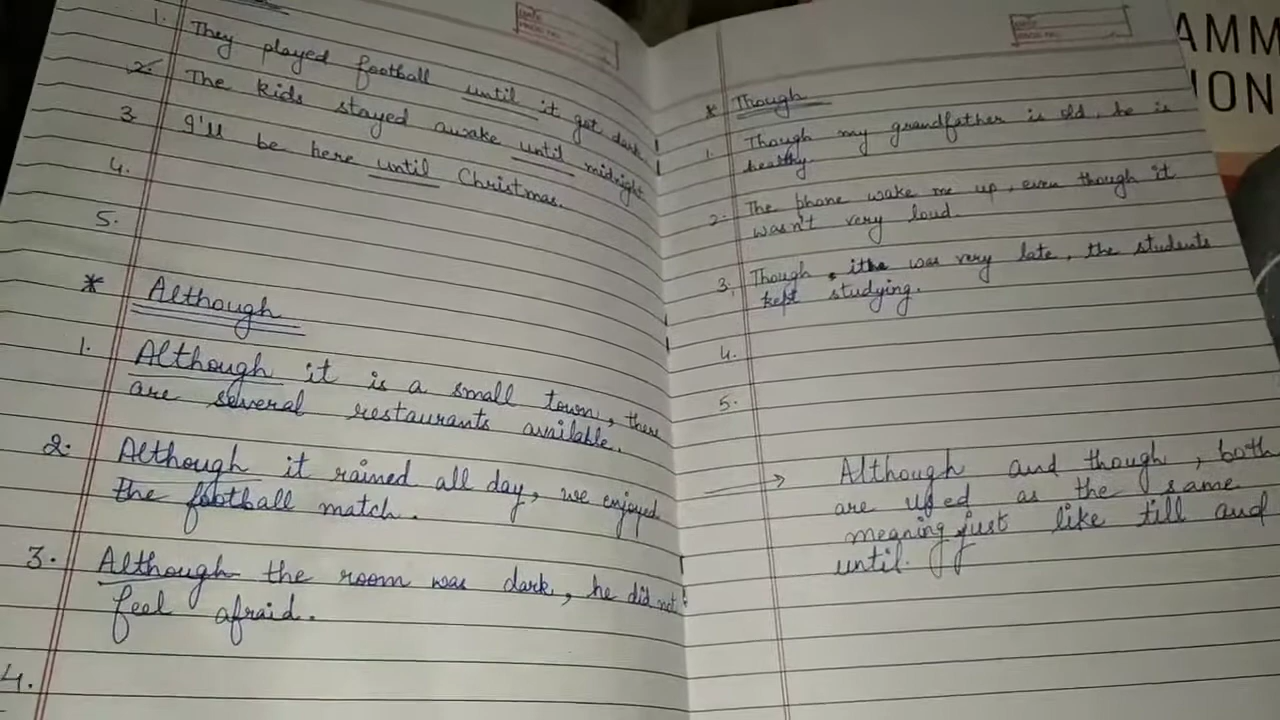 1. They played football until it got dark
2. The kids stayed awake until midnight
3. I'll be here until Christmas.
4.
5.
* Although
1. Although it is a small town, there
are several restaurants available.
2. Although it rained all day, we enjoyed
the football match.
3. Although the room was dark, he did not
feel afraid.
4.
* Though
1. Though my grandfather is old, he is
healthy.
2. The phone wake me up, even though it
wasn't very loud.
3. Though, it was very late, the students
kept studying.
4.
5.
→ Although and though, both
are used as the same
meaning just like till and
until.
AMM
ION